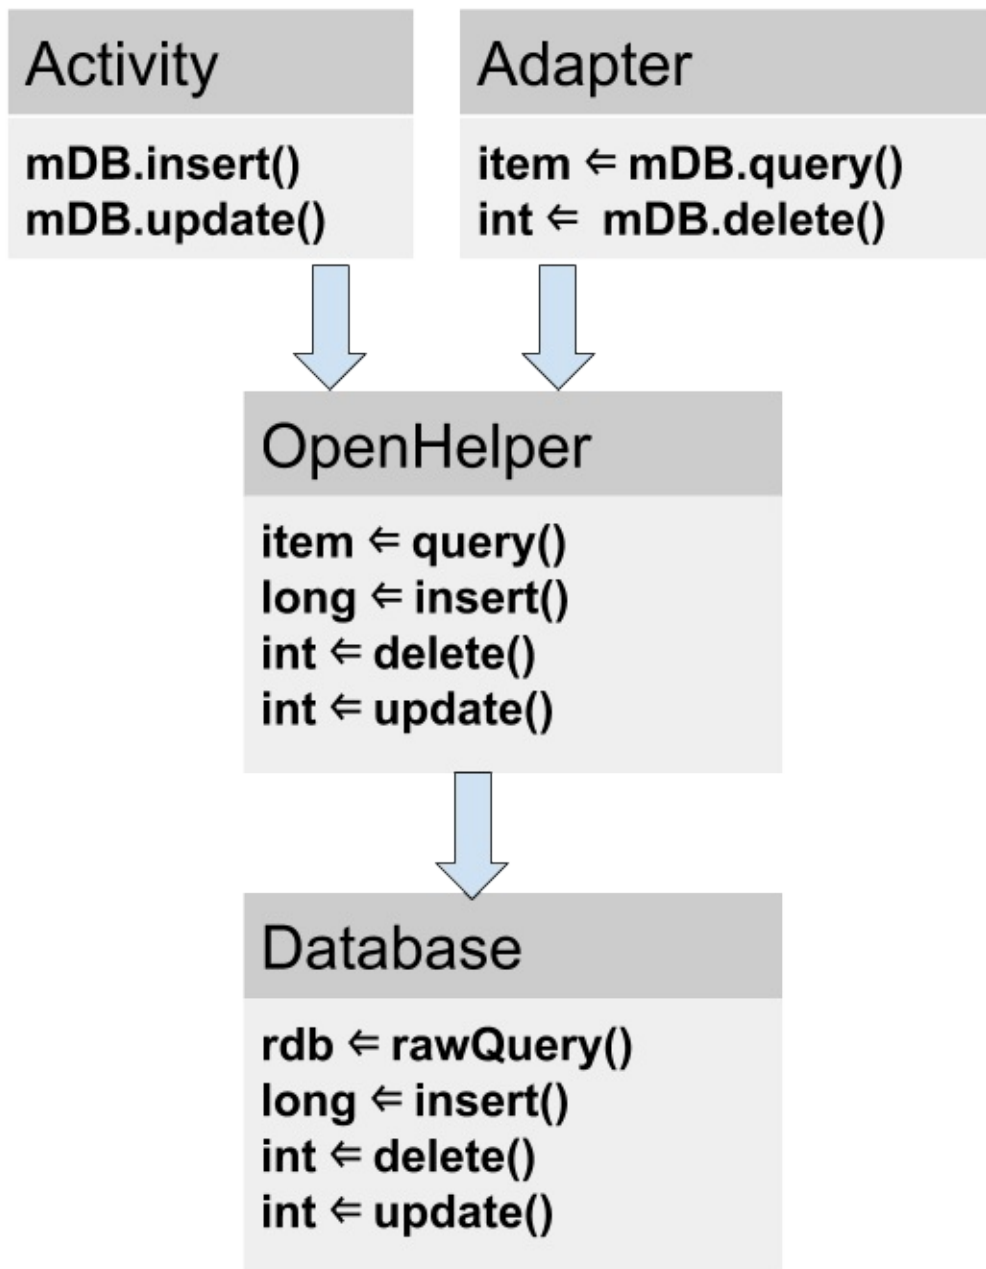 Activity
mDB.insert()
mDB.update()
Adapter
item ⇐ mDB.query()
int ⇐ mDB.delete()
OpenHelper
item ⇐ query()
long ⇐ insert()
int ⇐ delete()
int ⇐ update()
Database
rdb ⇐ rawQuery()
long ⇐ insert()
int ⇐ delete()
int ⇐ update()